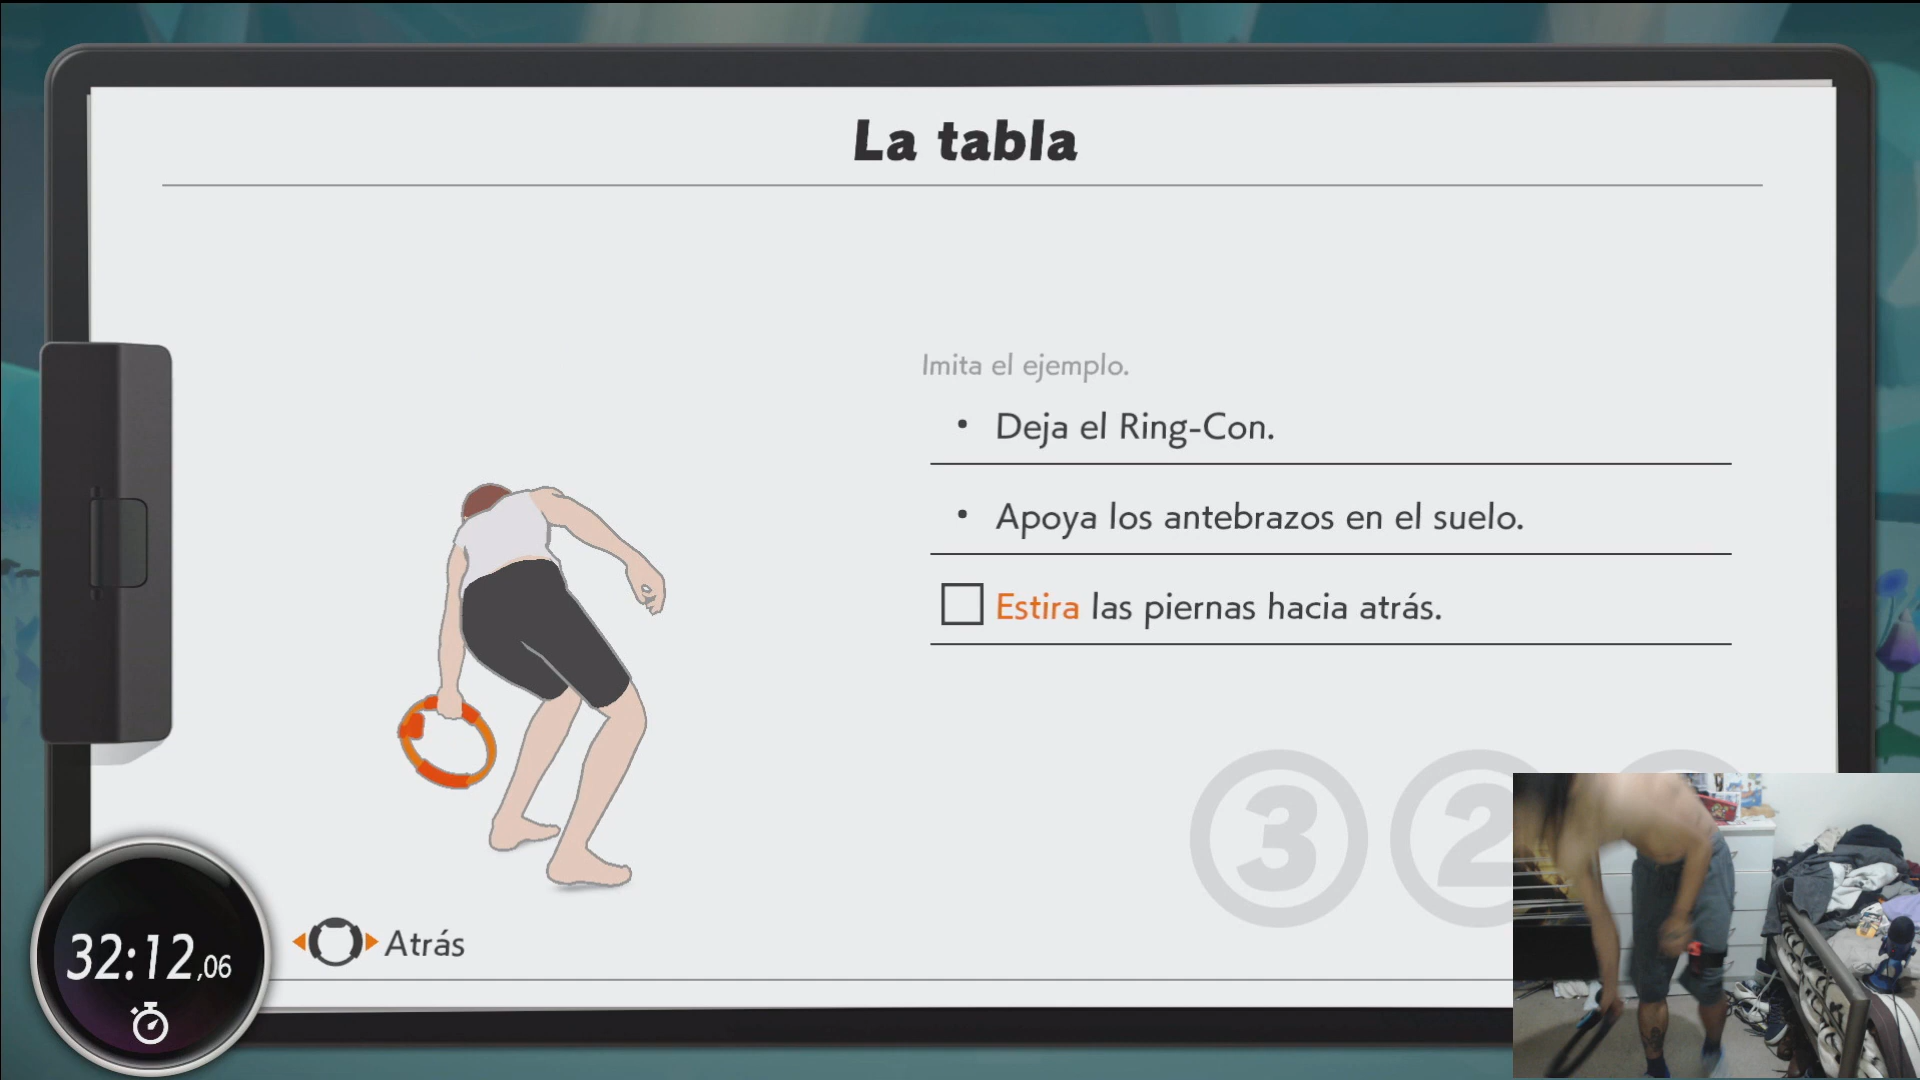 La tabla
Imita el ejemplo.
• Deja el Ring-Con.
• Apoya los antebrazos en el suelo.
Estira las piernas hacia atrás.
3 2
Atrás
32:12,06